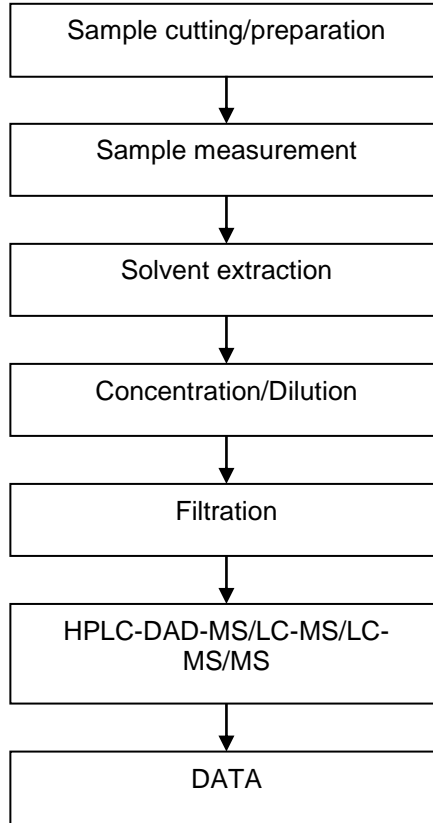 Sample cutting/preparation
Sample measurement
Solvent extraction
Concentration/Dilution
Filtration
HPLC-DAD-MS/LC-MS/LC-
MS/MS
DATA